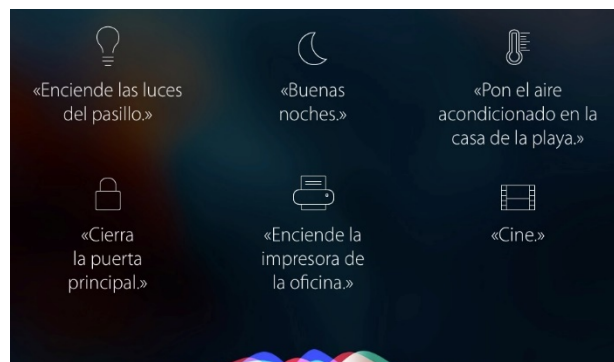 «Enciende las luces
del pasillo.»
«Buenas
noches.»
«Pon el aire
acondicionado en la
casa de la playa.»
«Cierra
la puerta
principal.»
«Enciende la
impresora de
la oficina.»
«Cine.»